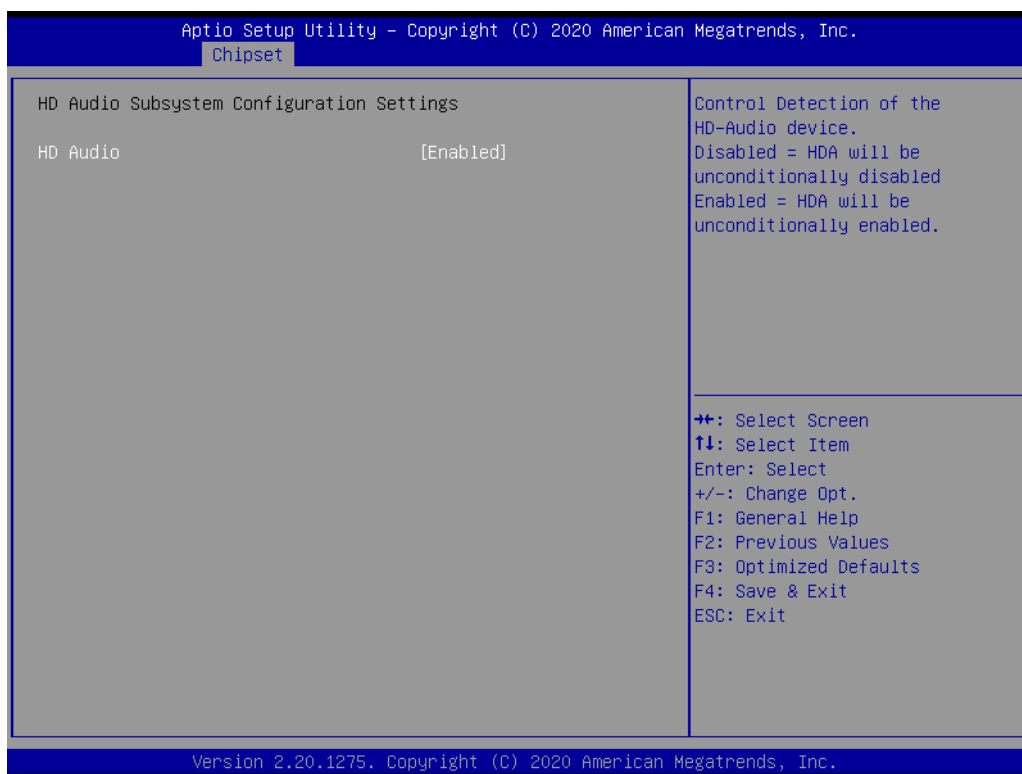 Aptio Setup Utility – Copyright (C) 2020 American Megatrends, Inc.
Chipset
HD Audio Subsystem Configuration Settings
HD Audio [Enabled]
Control Detection of the
HD-Audio device.
Disabled = HDA will be
unconditionally disabled
Enabled = HDA will be
unconditionally enabled.
→←: Select Screen
↑↓: Select Item
Enter: Select
+/-: Change Opt.
F1: General Help
F2: Previous Values
F3: Optimized Defaults
F4: Save & Exit
ESC: Exit
Version 2.20.1275. Copyright (C) 2020 American Megatrends, Inc.